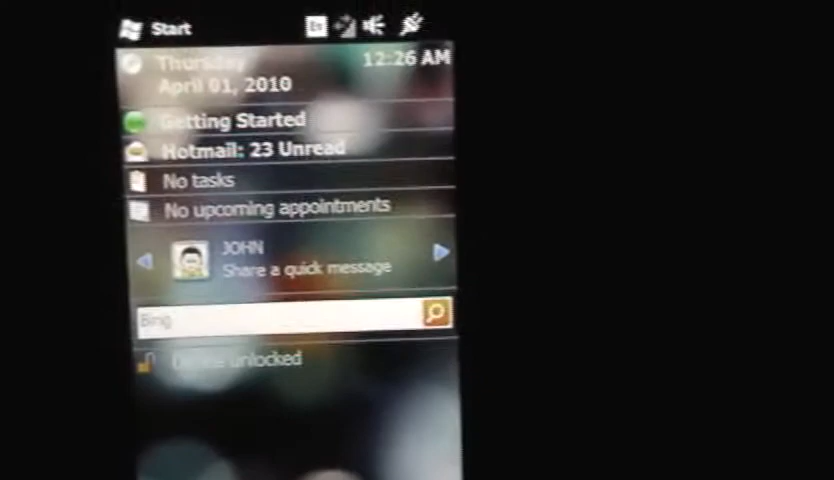 Start
Thursday
12:26 AM
April 01, 2010
Getting Started
Hotmail: 23 Unread
No tasks
No upcoming appointments
JOHN
Share a quick message
Bing
Device unlocked